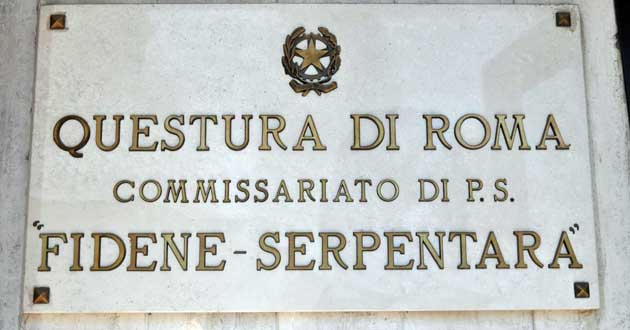 QUESTURA DI ROMA
COMMISSARIATO DI P.S.
"FIDENE-SERPENTARA"